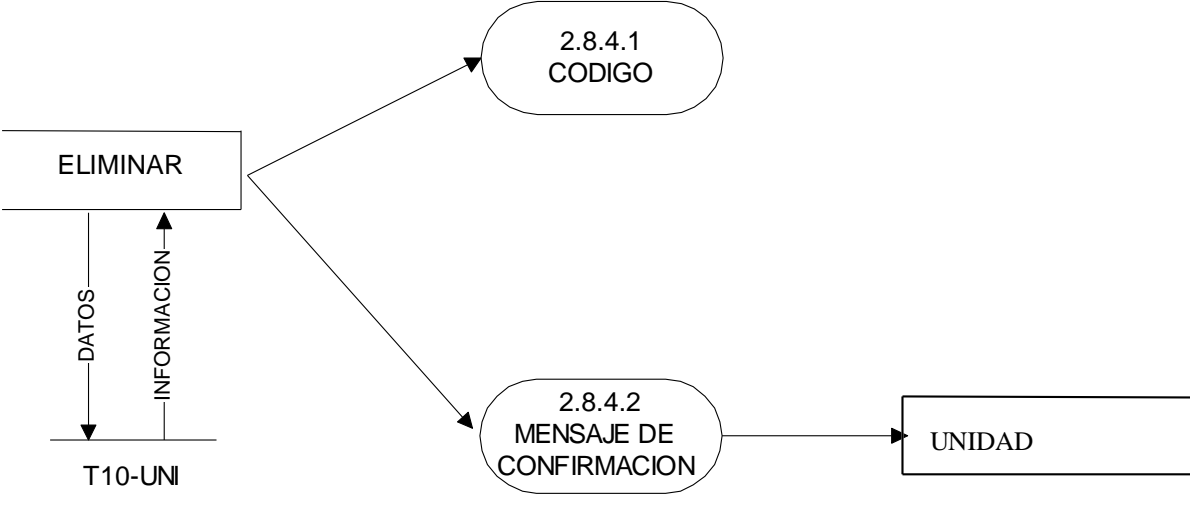 2.8.4.1
CODIGO
ELIMINAR
DATOS
INFORMACION
T10-UNI
2.8.4.2
MENSAJE DE
CONFIRMACION
UNIDAD